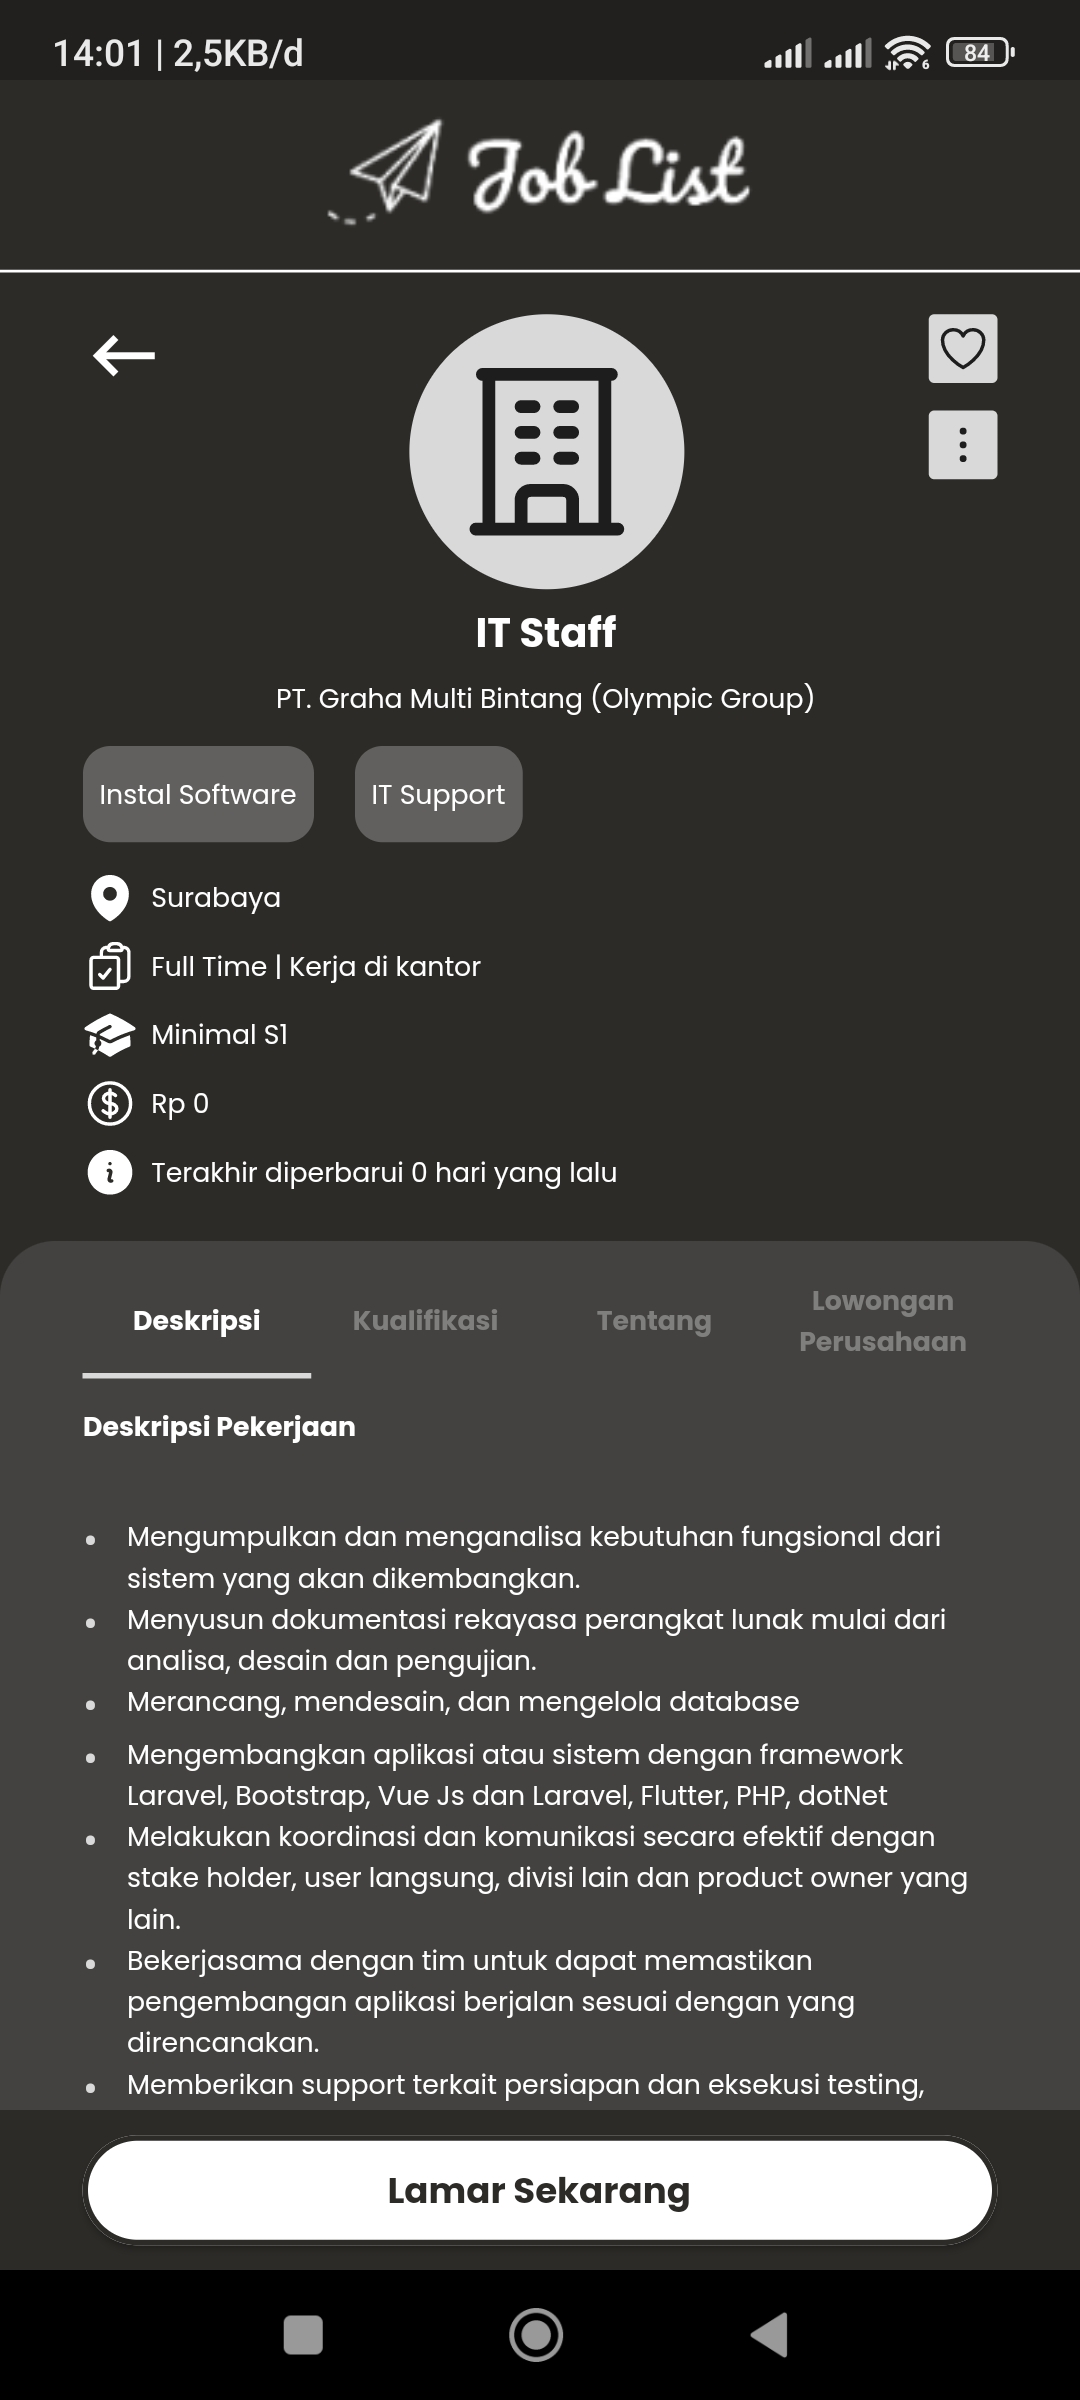 14:01 | 2,5KB/d
6
84
Job List
IT Staff
PT. Graha Multi Bintang (Olympic Group)
Instal Software
IT Support
Surabaya
Full Time | Kerja di kantor
Minimal S1
Rp 0
Terakhir diperbarui 0 hari yang lalu
Deskripsi
Kualifikasi
Tentang
Lowongan
Perusahaan
Deskripsi Pekerjaan
• Mengumpulkan dan menganalisa kebutuhan fungsional dari
sistem yang akan dikembangkan.
• Menyusun dokumentasi rekayasa perangkat lunak mulai dari
analisa, desain dan pengujian.
• Merancang, mendesain, dan mengelola database
• Mengembangkan aplikasi atau sistem dengan framework
Laravel, Bootstrap, Vue Js dan Laravel, Flutter, PHP, dotNet
• Melakukan koordinasi dan komunikasi secara efektif dengan
stake holder, user langsung, divisi lain dan product owner yang
lain.
• Bekerjasama dengan tim untuk dapat memastikan
pengembangan aplikasi berjalan sesuai dengan yang
direncanakan.
• Memberikan support terkait persiapan dan eksekusi testing,
Lamar Sekarang